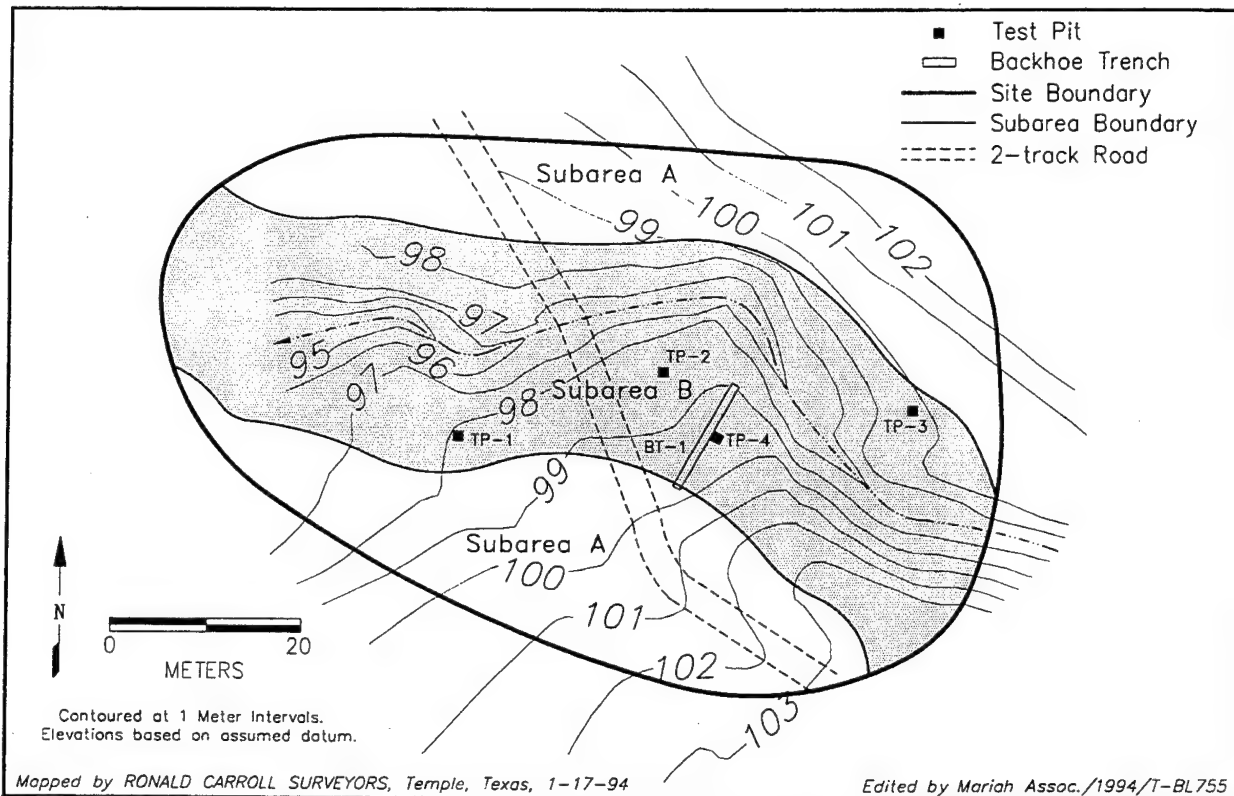 Test Pit
Backhoe Trench
Site Boundary
Subarea Boundary
2-track Road
Subarea A
99
100
101
102
98
97
95
96
97
TP-2
Subarea B
98
TP-3
TP-1
BT-1
TP-4
99
Subarea A
100
101
102
103
N
0 20
METERS
Contoured at 1 Meter Intervals.
Elevations based on assumed datum.
Mapped by RONALD CARROLL SURVEYORS, Temple, Texas, 1-17-94
Edited by Mariah Assoc./1994/T-BL755